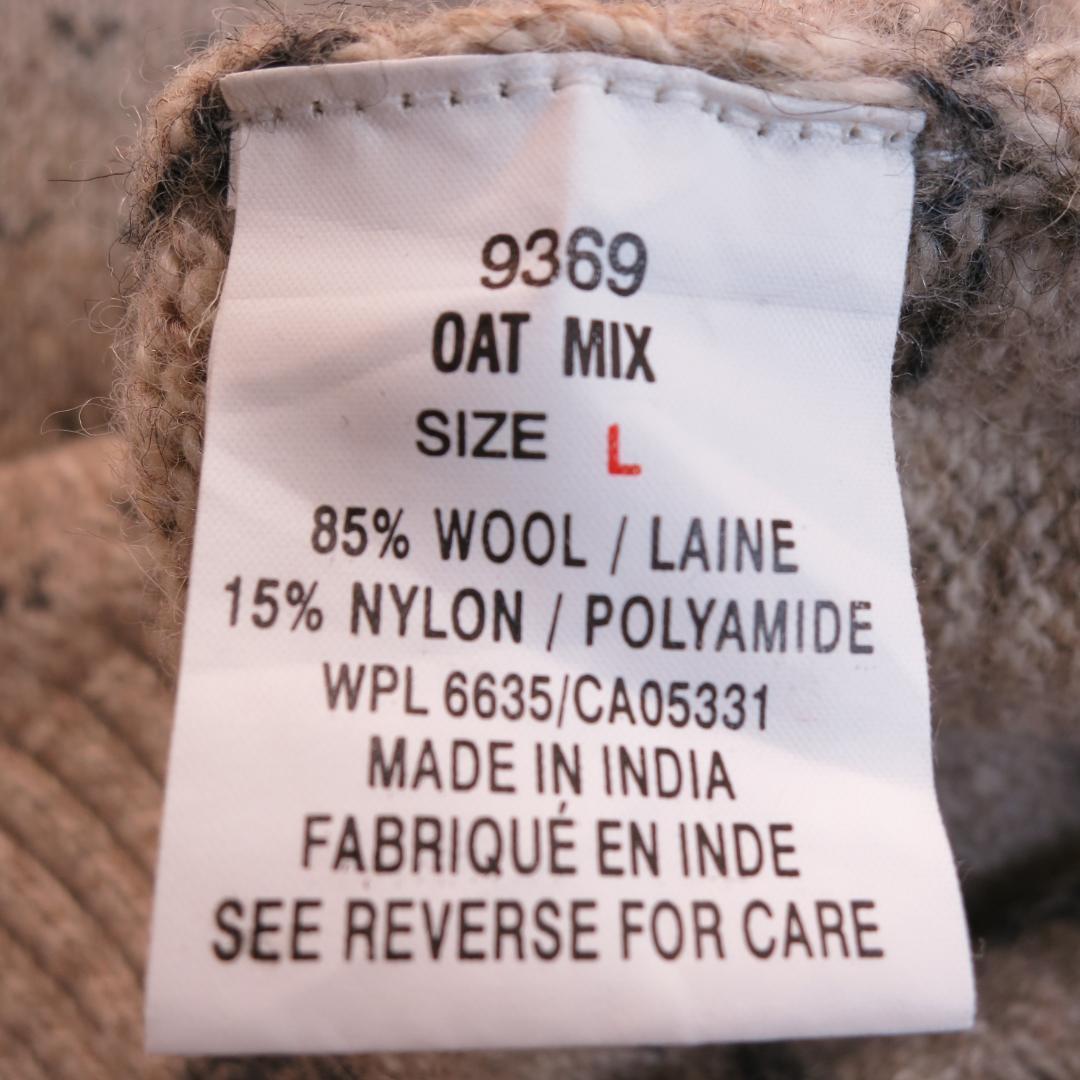 9369
OAT MIX
SIZE L
85% WOOL / LAINE
15% NYLON / POLYAMIDE
WPL 6635/CA05331
MADE IN INDIA
FABRIQUÉ EN INDE
SEE REVERSE FOR CARE